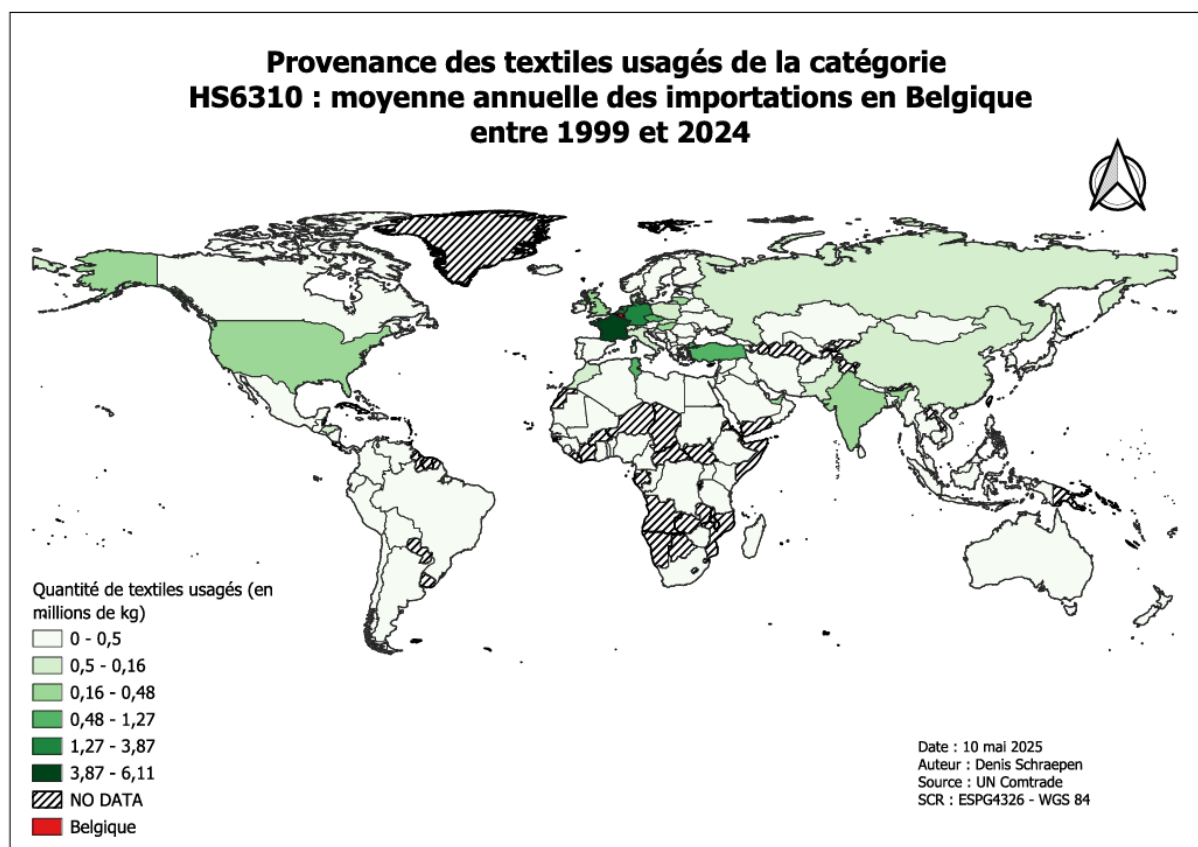 Provenance des textiles usagés de la catégorie
HS6310 : moyenne annuelle des importations en Belgique
entre 1999 et 2024
Quantité de textiles usagés (en
millions de kg)
0 - 0,5
0,5 - 0,16
0,16 - 0,48
0,48 - 1,27
1,27 - 3,87
3,87 - 6,11
NO DATA
Belgique
Date : 10 mai 2025
Auteur : Denis Schraepen
Source : UN Comtrade
SCR : ESPG4326 - WGS 84